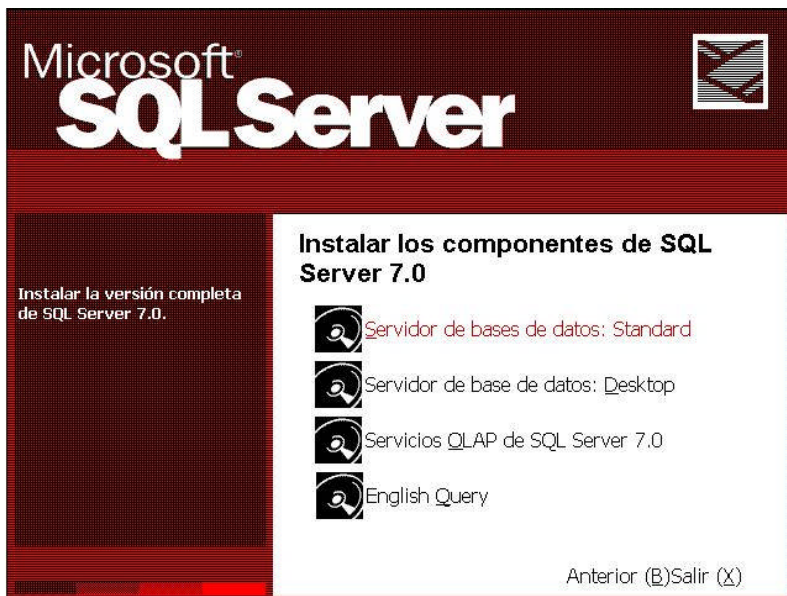 Microsoft®
SQL Server
Instalar la versión completa
de SQL Server 7.0.
Instalar los componentes de SQL
Server 7.0
Servidor de bases de datos: Standard
Servidor de base de datos: Desktop
Servicios OLAP de SQL Server 7.0
English Query
Anterior (B)Salir (X)